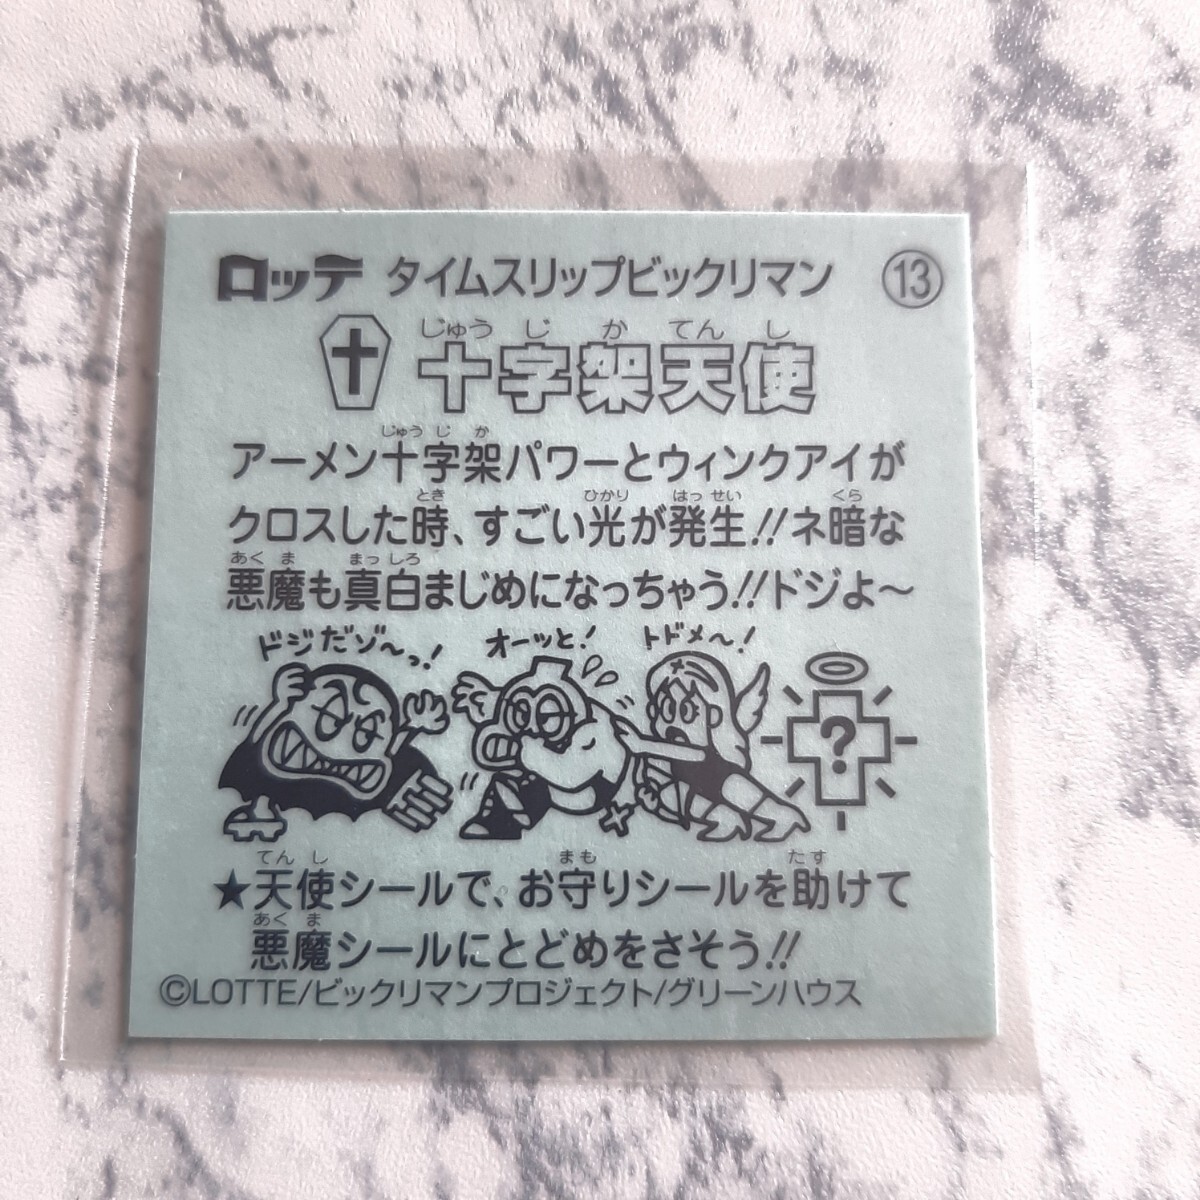 ロッテ タイムスリップビックリマン ⑬
じゅう じ か てん し
十字架天使
じゅう じ か
アーメン十字架パワーとウィンクアイが
とき ひかり はっ せい くら
クロスした時、すごい光が発生!!ネ暗な
あく ま まっ しろ
悪魔も真白まじめになっちゃう!!ドジよ〜
ドジだゾ〜っ! オーッと! トドメ〜!
?
てん し まも たす
★天使シールで、お守りシールを助けて
あく ま
悪魔シールにとどめをさそう!!
©LOTTE/ビックリマンプロジェクト/グリーンハウス